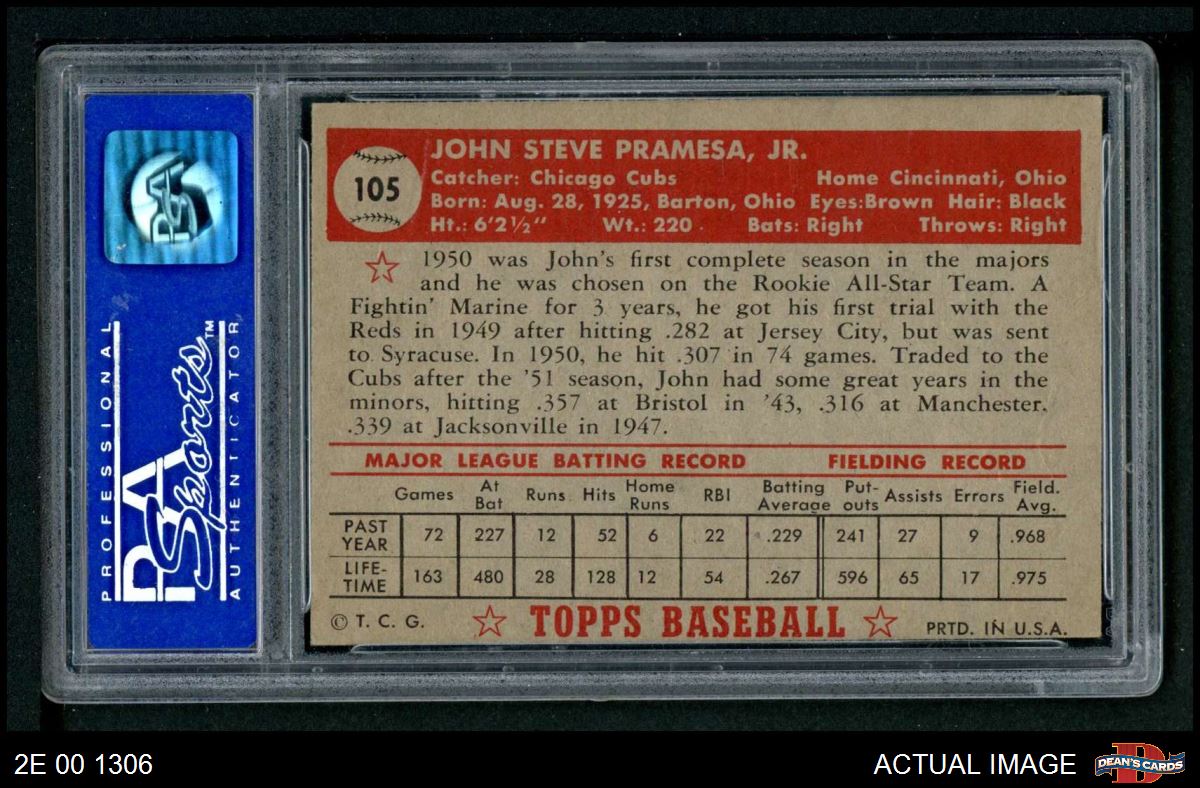 PSA
PROFESSIONAL
PSA Sports™
AUTHENTICATOR
105
JOHN STEVE PRAMESA, JR.
Catcher: Chicago Cubs Home Cincinnati, Ohio
Born: Aug. 28, 1925, Barton, Ohio Eyes:Brown Hair: Black
Ht.: 6'2½" Wt.: 220 Bats: Right Throws: Right
1950 was John's first complete season in the majors
and he was chosen on the Rookie All-Star Team. A
Fightin' Marine for 3 years, he got his first trial with the
Reds in 1949 after hitting .282 at Jersey City, but was sent
to Syracuse. In 1950, he hit .307 in 74 games. Traded to the
Cubs after the '51 season, John had some great years in the
minors, hitting .357 at Bristol in '43, .316 at Manchester.
.339 at Jacksonville in 1947.
MAJOR LEAGUE BATTING RECORD FIELDING RECORD
Games At Bat Runs Hits Home Runs RBI Batting Average Put-outs Assists Errors Field. Avg.
PAST YEAR 72 227 12 52 6 22 .229 241 27 9 .968
LIFE-TIME 163 480 28 128 12 54 .267 596 65 17 .975
© T. C. G. TOPPS BASEBALL PRTD. IN U.S.A.
2E 00 1306 ACTUAL IMAGE DEAN'S CARDS